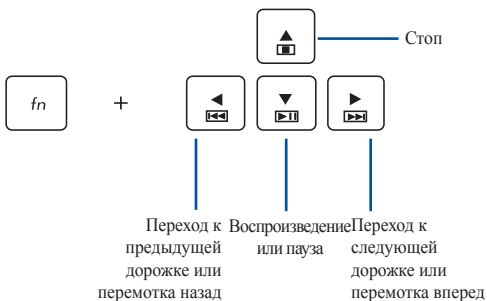 Стоп
fn +
Переход к
предыдущей
дорожке или
перемотка назад
Воспроизведение
или пауза
Переход к
следующей
дорожке или
перемотка вперед